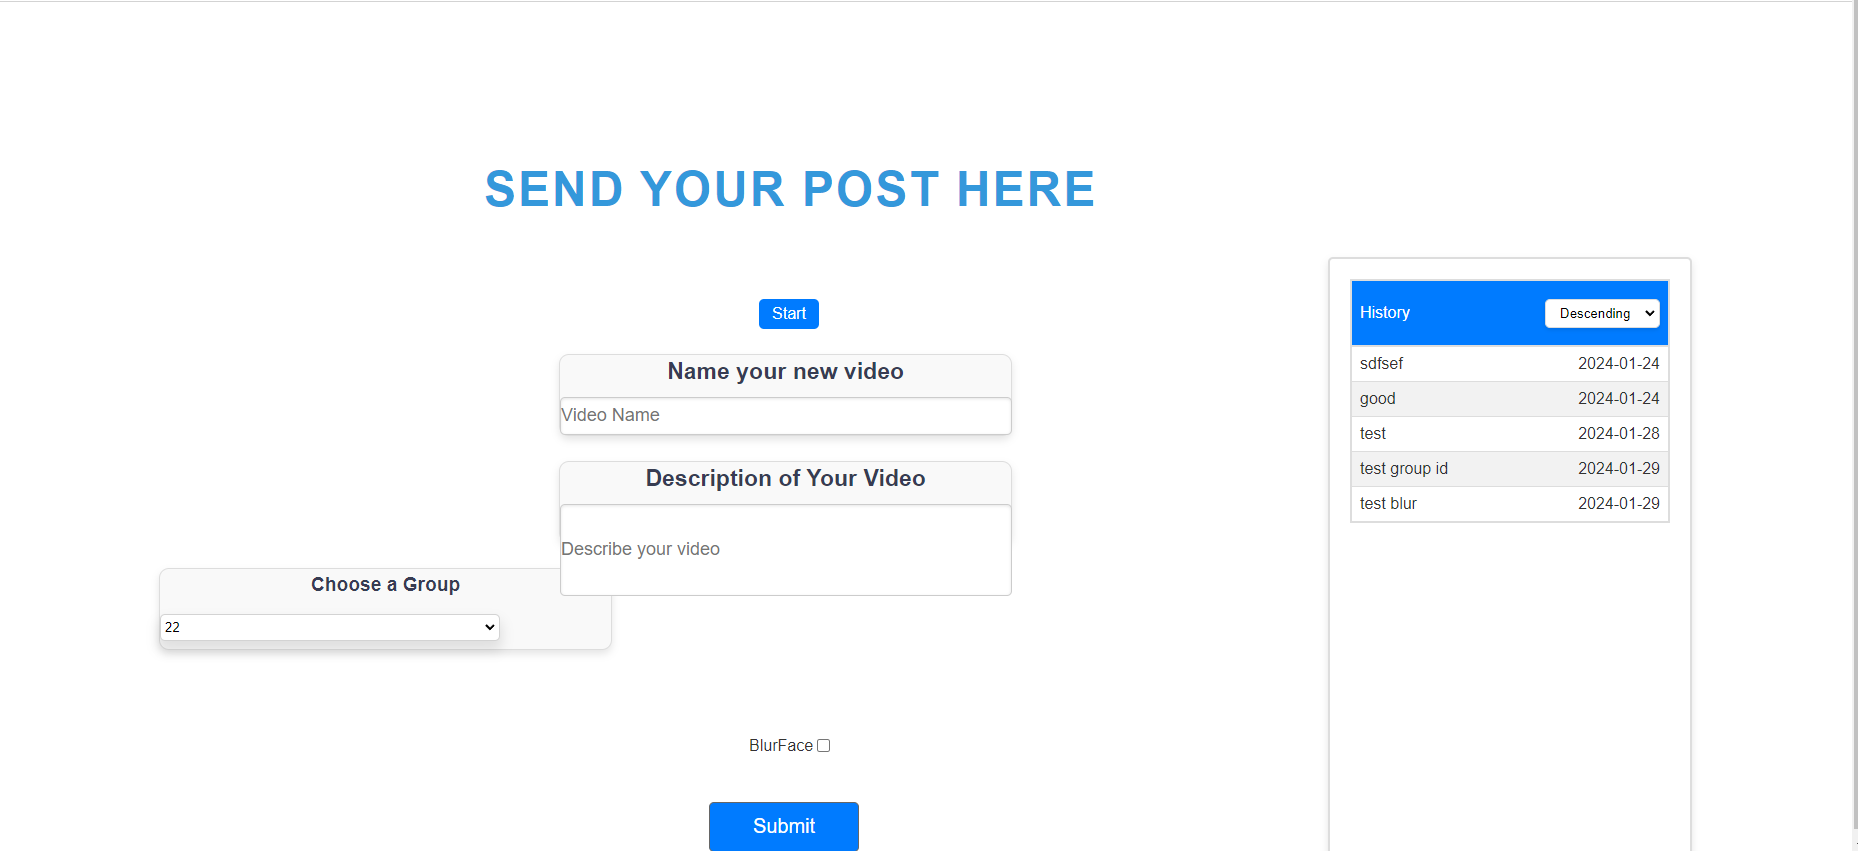 SEND YOUR POST HERE
Start
Name your new video
Video Name
Description of Your Video
Describe your video
Choose a Group
22
BlurFace
Submit
History Descending
sdfsef 2024-01-24
good 2024-01-24
test 2024-01-28
test group id 2024-01-29
test blur 2024-01-29